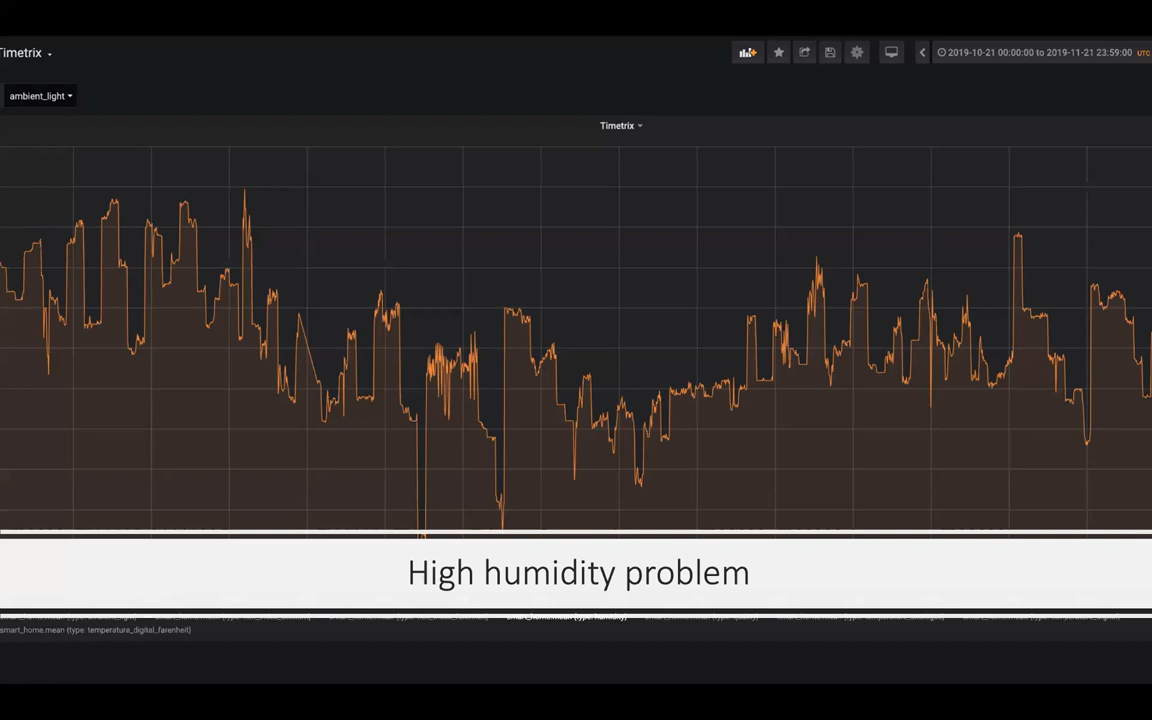 Timetrix
2019-10-21 00:00:00 to 2019-11-21 23:59:00 UTC
ambient_light
Timetrix
High humidity problem
smart_home.mean {type: temperatura_digital_farenheit}